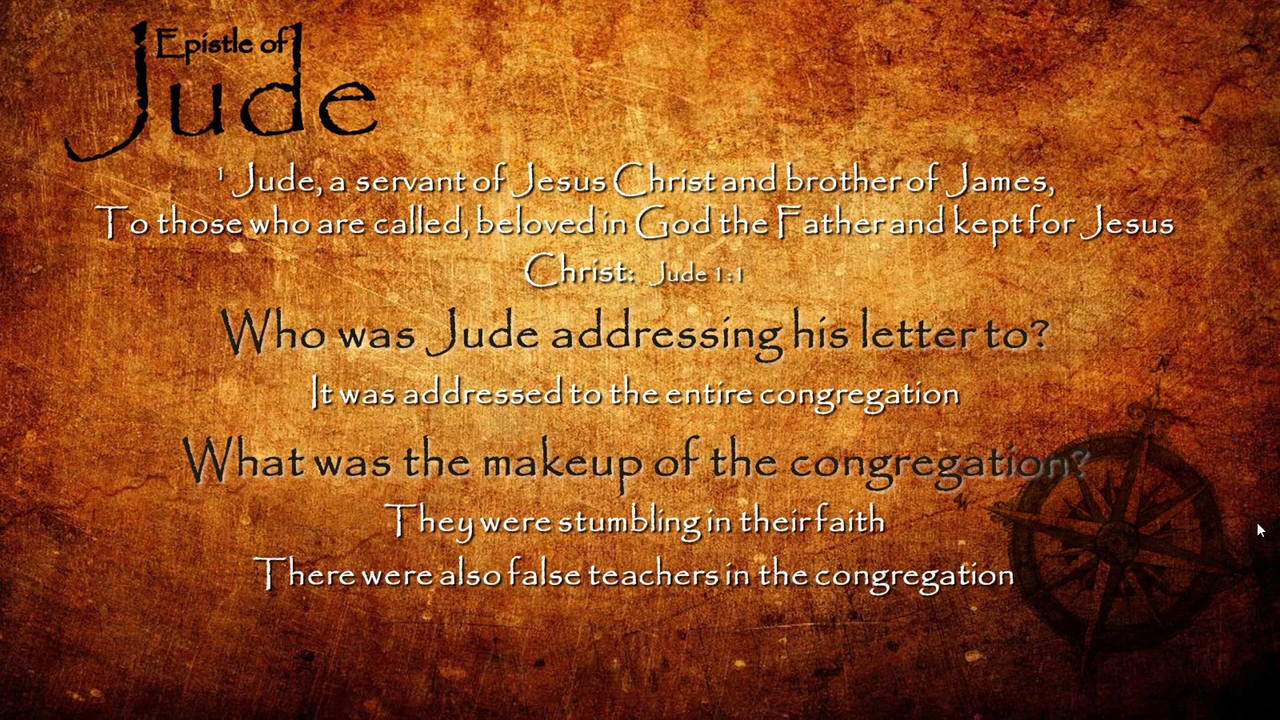 Epistle of
Jude
1 Jude, a servant of Jesus Christ and brother of James,
To those who are called, beloved in God the Father and kept for Jesus
Christ: Jude 1:1
Who was Jude addressing his letter to?
It was addressed to the entire congregation
What was the makeup of the congregation?
They were stumbling in their faith
There were also false teachers in the congregation